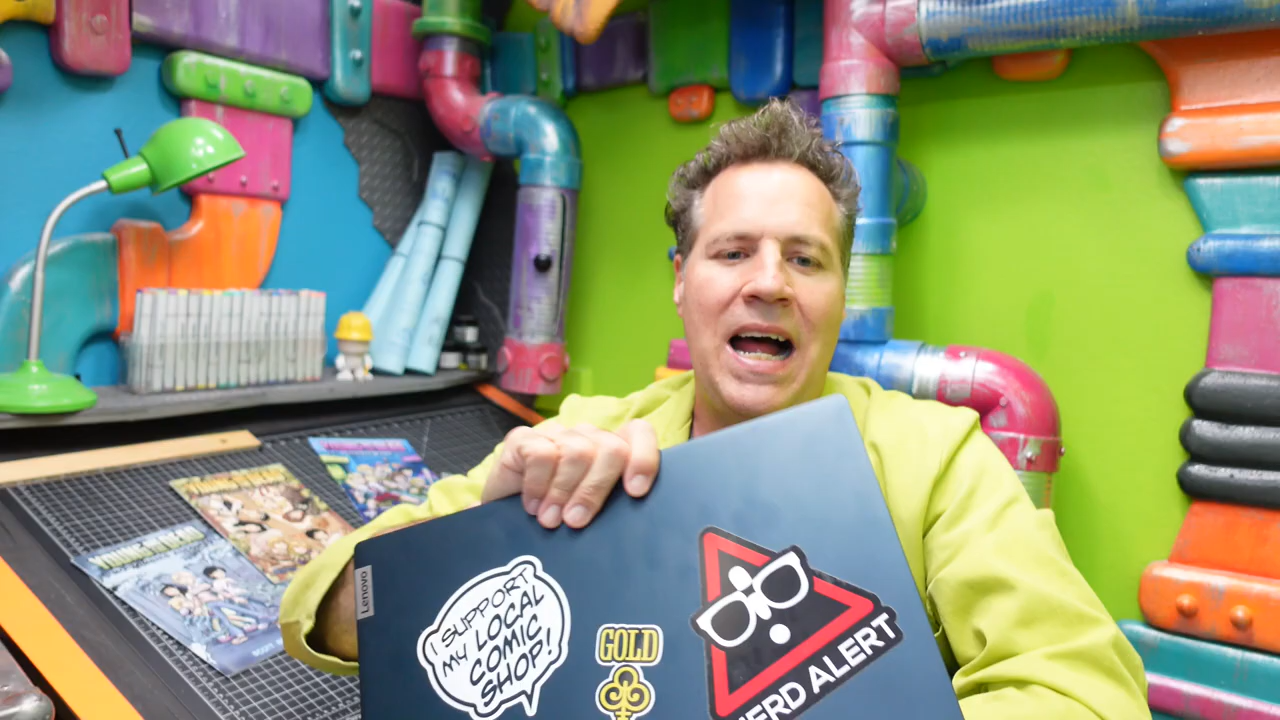 Lenovo
I SUPPORT
MY LOCAL
COMIC
SHOP!
GOLD
NERD ALERT